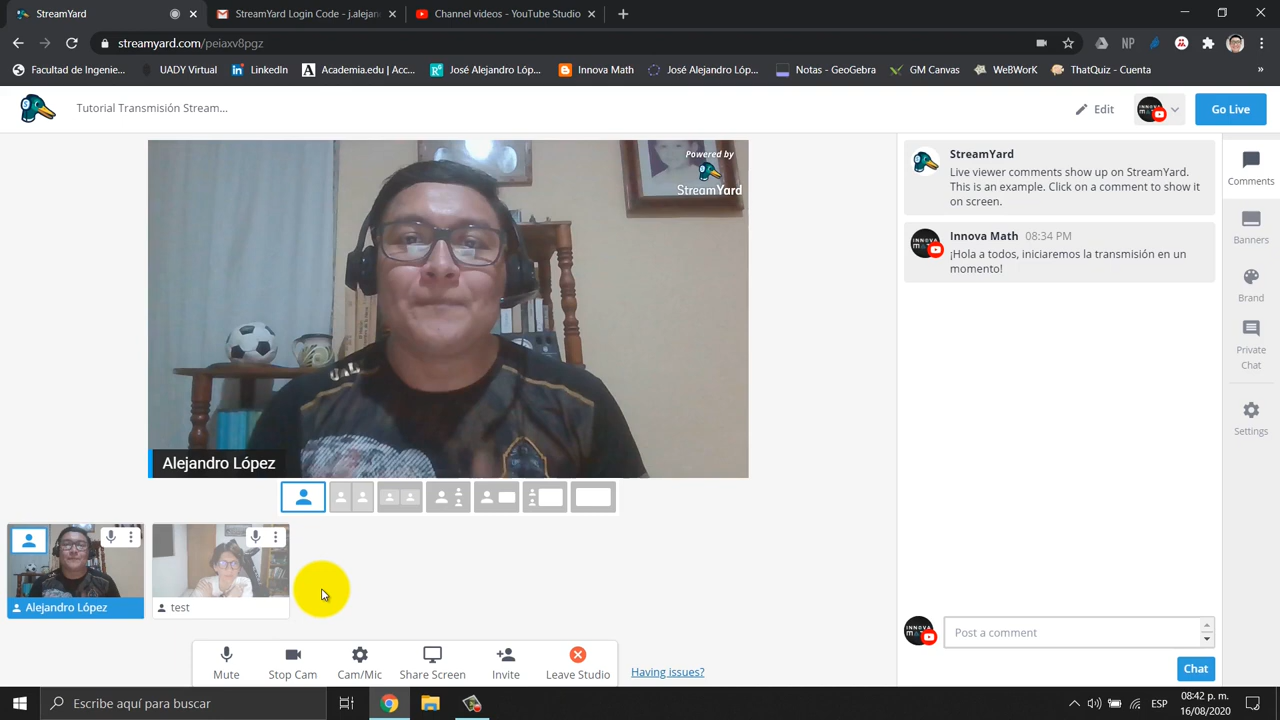 StreamYard
StreamYard Login Code - j.alejan
Channel videos - YouTube Studio
streamyard.com/peiaxv8pgz
Facultad de Ingenie...
UADY Virtual
LinkedIn
Academia.edu | Acc...
José Alejandro Lóp...
Innova Math
José Alejandro Lóp...
Notas - GeoGebra
GM Canvas
WeBWorK
ThatQuiz - Cuenta
»
NP
Tutorial Transmisión Stream...
Edit
Go Live
Powered by
StreamYard
Alejandro López
StreamYard
Live viewer comments show up on StreamYard.
This is an example. Click on a comment to show it
on screen.
Innova Math 08:34 PM
¡Hola a todos, iniciaremos la transmisión en un
momento!
Comments
Banners
Brand
Private
Chat
Settings
Alejandro López
test
Post a comment
Chat
Mute
Stop Cam
Cam/Mic
Share Screen
Invite
Leave Studio
Having issues?
Escribe aquí para buscar
ESP
08:42 p. m.
16/08/2020